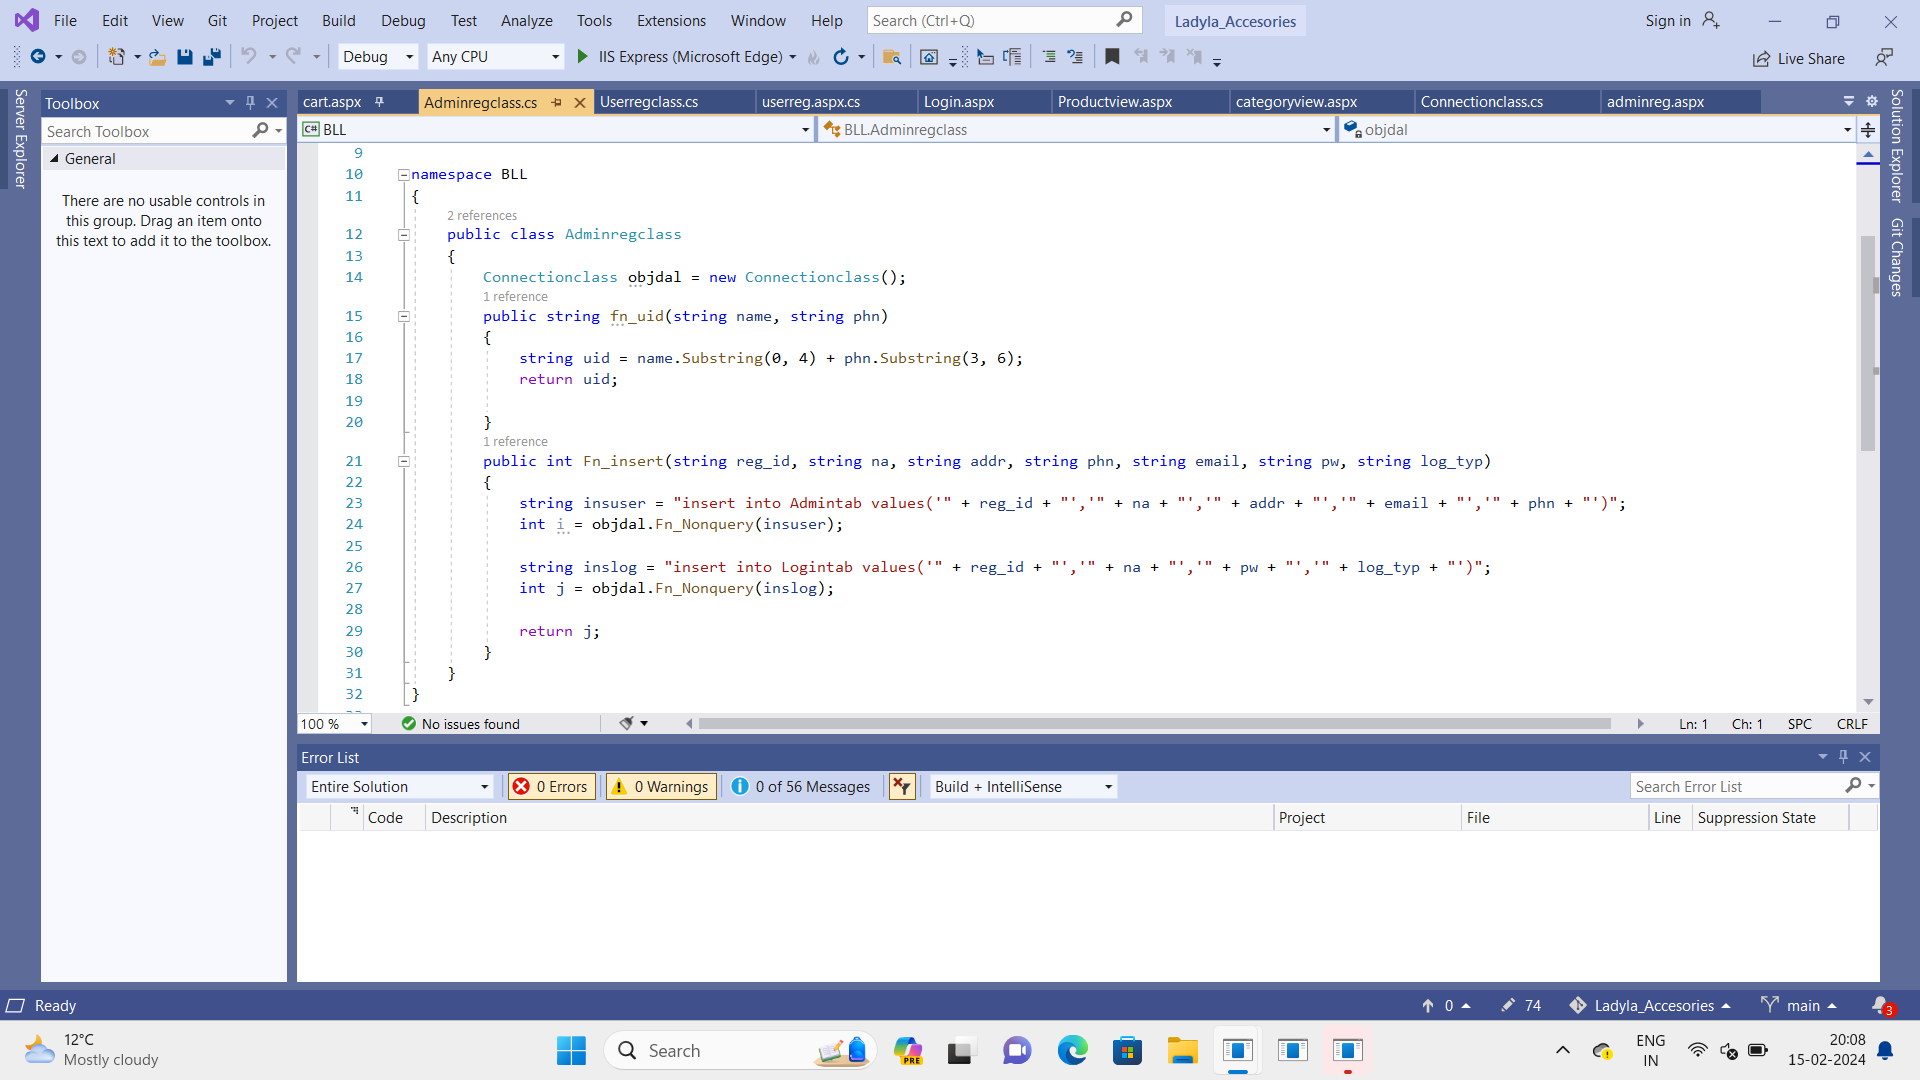 File Edit View Git Project Build Debug Test Analyze Tools Extensions Window Help Search (Ctrl+Q) Ladyla_Accesories Sign in
Debug Any CPU IIS Express (Microsoft Edge) Live Share
Server Explorer
Toolbox
Search Toolbox
General
There are no usable controls in
this group. Drag an item onto
this text to add it to the toolbox.
cart.aspx Adminregclass.cs Userregclass.cs userreg.aspx.cs Login.aspx Productview.aspx categoryview.aspx Connectionclass.cs adminreg.aspx
C# BLL BLL.Adminregclass objdal
9
10 namespace BLL
11 {
2 references
12 public class Adminregclass
13 {
14 Connectionclass objdal = new Connectionclass();
1 reference
15 public string fn_uid(string name, string phn)
16 {
17 string uid = name.Substring(0, 4) + phn.Substring(3, 6);
18 return uid;
19
20 }
1 reference
21 public int Fn_insert(string reg_id, string na, string addr, string phn, string email, string pw, string log_typ)
22 {
23 string insuser = "insert into Admintab values('" + reg_id + "','" + na + "','" + addr + "','" + email + "','" + phn + "')";
24 int i = objdal.Fn_Nonquery(insuser);
25
26 string inslog = "insert into Logintab values('" + reg_id + "','" + na + "','" + pw + "','" + log_typ + "')";
27 int j = objdal.Fn_Nonquery(inslog);
28
29 return j;
30 }
31 }
32 }
100 % No issues found Ln: 1 Ch: 1 SPC CRLF
Solution Explorer
Git Changes
Error List
Entire Solution 0 Errors 0 Warnings 0 of 56 Messages Build + IntelliSense Search Error List
Code Description Project File Line Suppression State
Ready 0 74 Ladyla_Accesories main 3
12°C
Mostly cloudy
Search
PRE
ENG
IN
20:08
15-02-2024